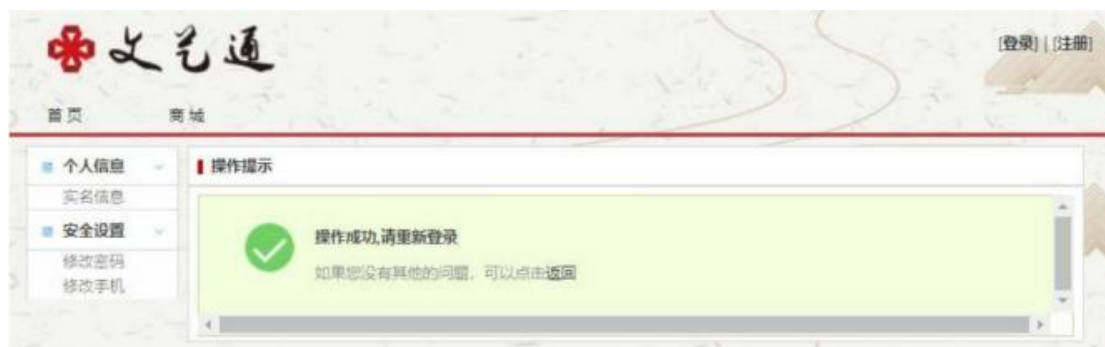 文艺通
[登录] | [注册]
首页 商城
个人信息
实名信息
安全设置
修改密码
修改手机
操作提示
操作成功,请重新登录
如果您没有其他的问题，可以点击返回